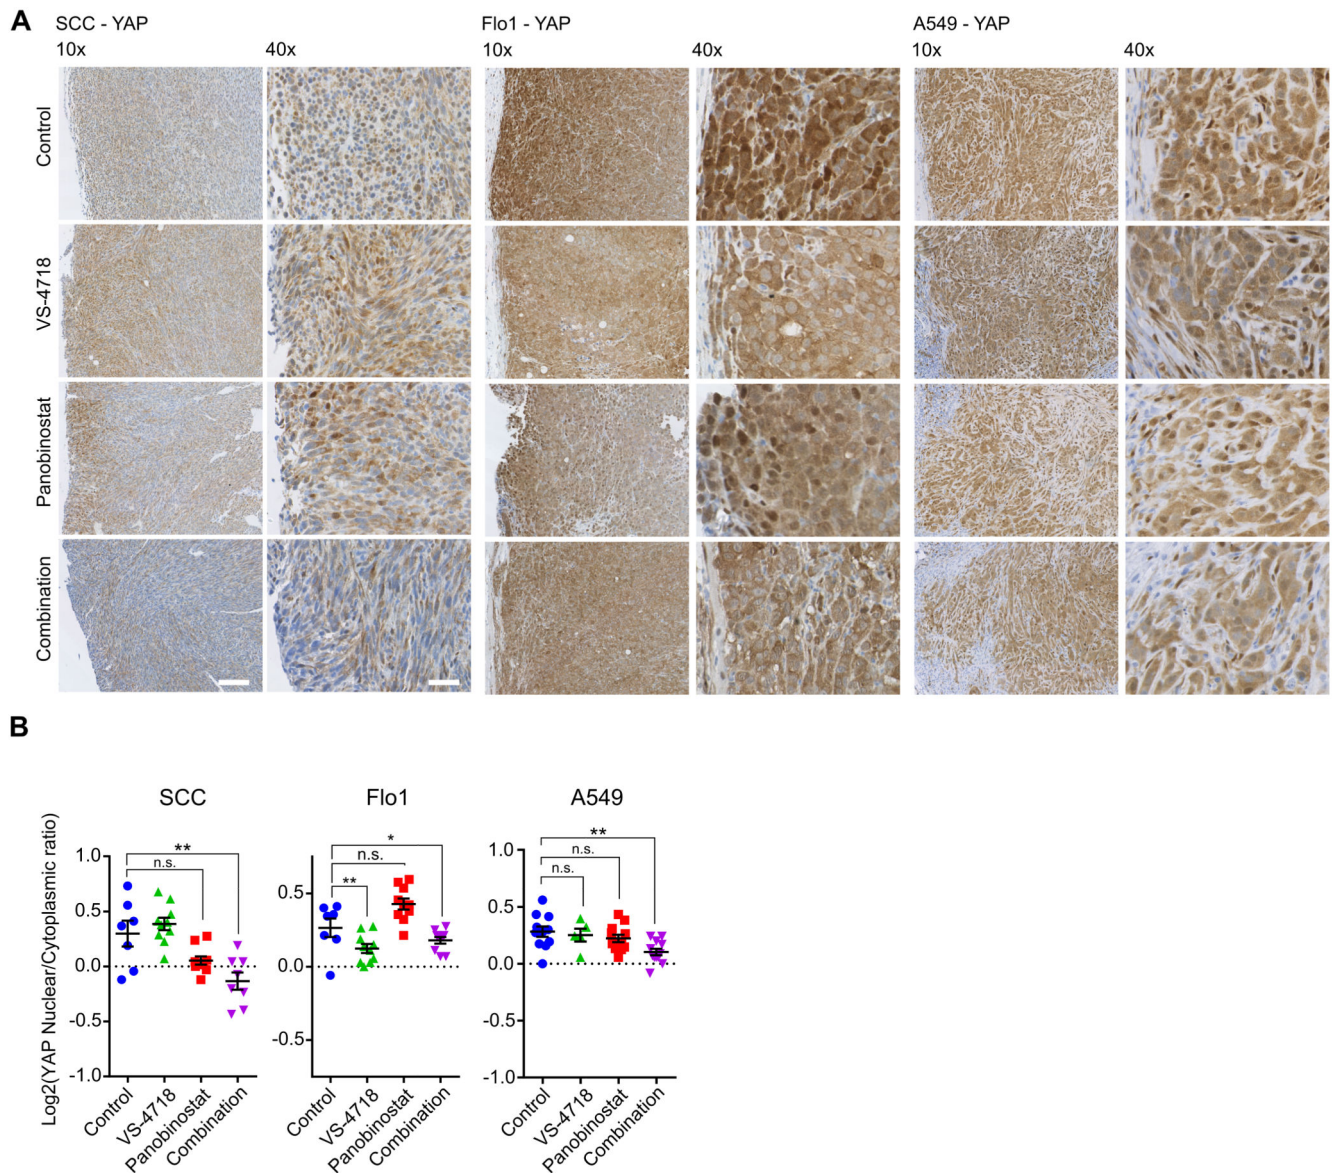 A
SCC - YAP
Flo1 - YAP
A549 - YAP
10x
40x
10x
40x
10x
40x
Control
VS-4718
Panobinostat
Combination
B
SCC
Flo1
A549
Log2(YAP Nuclear/Cytoplasmic ratio)
**
n.s.
1.0
0.5
0.0
-0.5
-1.0
Control
VS-4718
Panobinostat
Combination
*
n.s.
**
0.5
0.0
-0.5
Control
VS-4718
Panobinostat
Combination
**
n.s.
n.s.
1.0
0.5
0.0
-0.5
-1.0
Control
VS-4718
Panobinostat
Combination